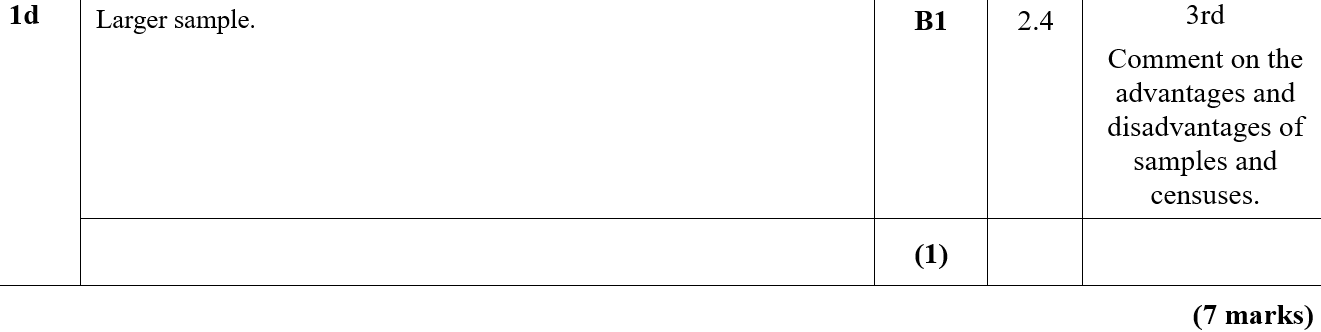 1d Larger sample. B1 2.4 3rd
Comment on the
advantages and
disadvantages of
samples and
censuses.
(1)
(7 marks)